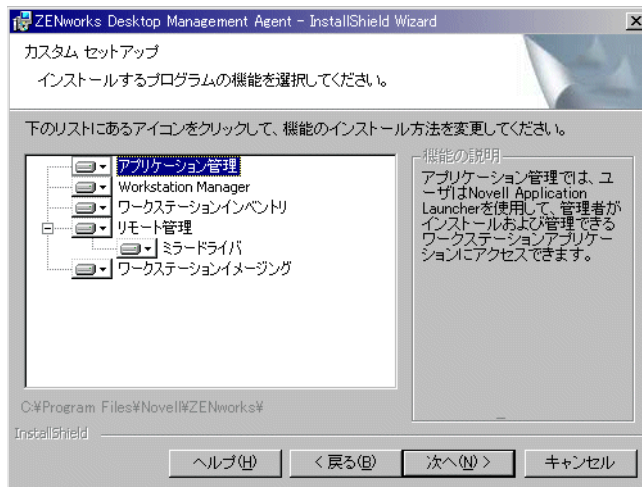 ZENworks Desktop Management Agent - InstallShield Wizard
カスタム セットアップ
インストールするプログラムの機能を選択してください。
下のリストにあるアイコンをクリックして、機能のインストール方法を変更してください。
アプリケーション管理
Workstation Manager
ワークステーションインベントリ
リモート管理
ミラードライバ
ワークステーションイメージング
機能の説明
アプリケーション管理では、ユ
ーザはNovell Application
Launcherを使用して、管理者が
インストールおよび管理できる
ワークステーションアプリケー
ションにアクセスできます。
C:¥Program Files¥Novell¥ZENworks¥
InstallShield
ヘルプ(H)
< 戻る(B)
次へ(N) >
キャンセル